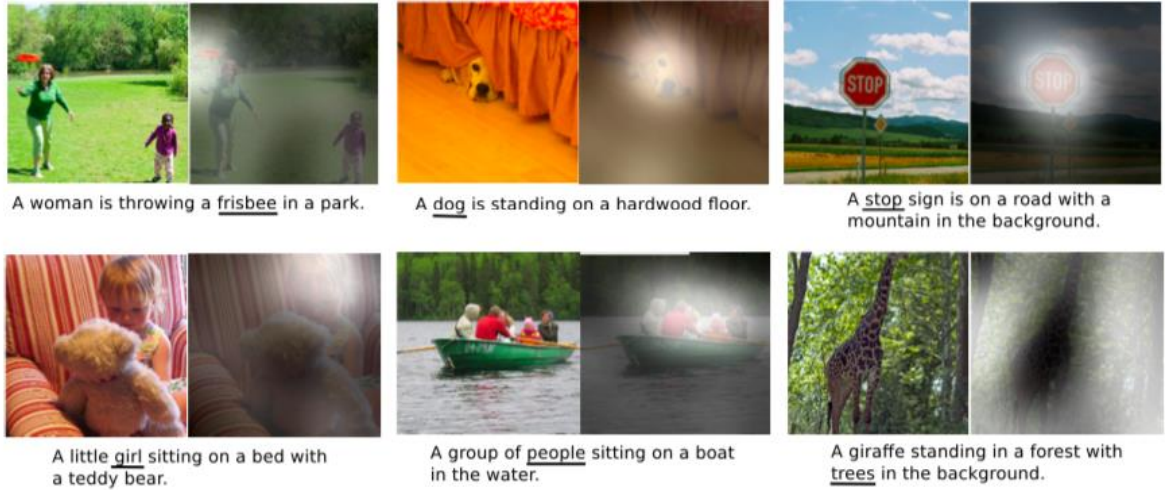 STOP
STOP
A woman is throwing a frisbee in a park.
A dog is standing on a hardwood floor.
A stop sign is on a road with a
mountain in the background.
A little girl sitting on a bed with
a teddy bear.
A group of people sitting on a boat
in the water.
A giraffe standing in a forest with
trees in the background.